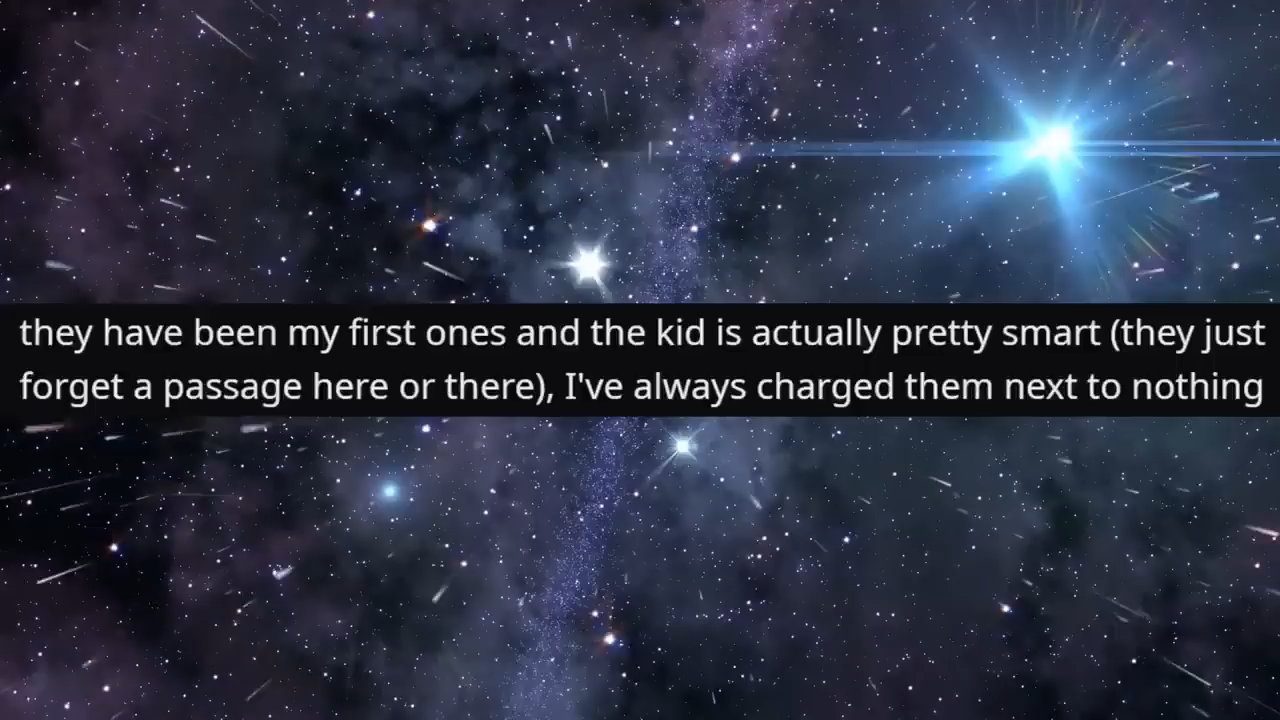 they have been my first ones and the kid is actually pretty smart (they just
forget a passage here or there), I've always charged them next to nothing